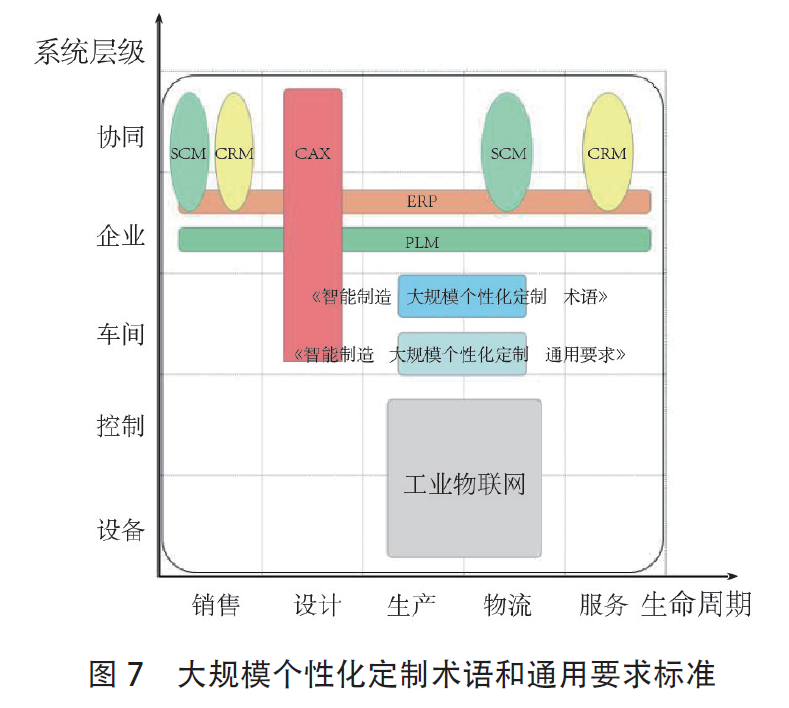 系统层级
协同
SCM CRM CAX SCM CRM
ERP
企业
PLM
《智能制造 大规模个性化定制 术语》
车间
《智能制造 大规模个性化定制 通用要求》
控制
工业物联网
设备
销售 设计 生产 物流 服务 生命周期
图 7 大规模个性化定制术语和通用要求标准